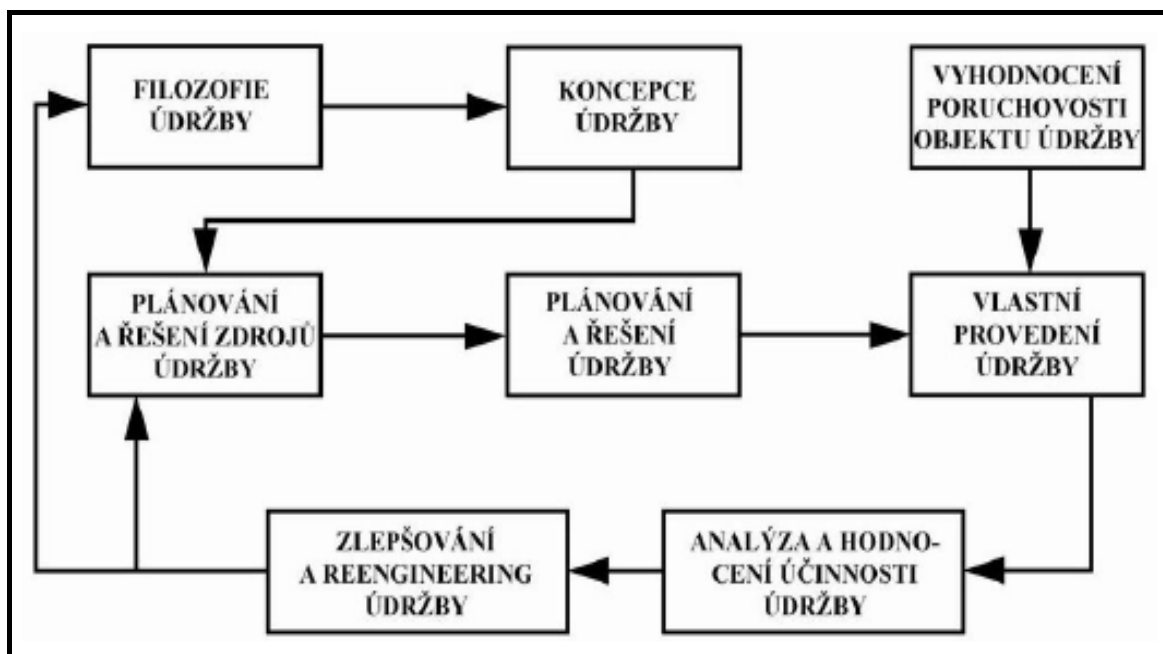 FILOZOFIE
ÚDRŽBY
KONCEPCE
ÚDRŽBY
VYHODNOCENÍ
PORUCHOVOSTI
OBJEKTU ÚDRŽBY
PLÁNOVÁNÍ
A ŘEŠENÍ ZDROJŮ
ÚDRŽBY
PLÁNOVÁNÍ
A ŘEŠENÍ
ÚDRŽBY
VLASTNÍ
PROVEDENÍ
ÚDRŽBY
ZLEPŠOVÁNÍ
A REENGINEERING
ÚDRŽBY
ANALÝZA A HODNO-
CENÍ ÚČINNOSTI
ÚDRŽBY